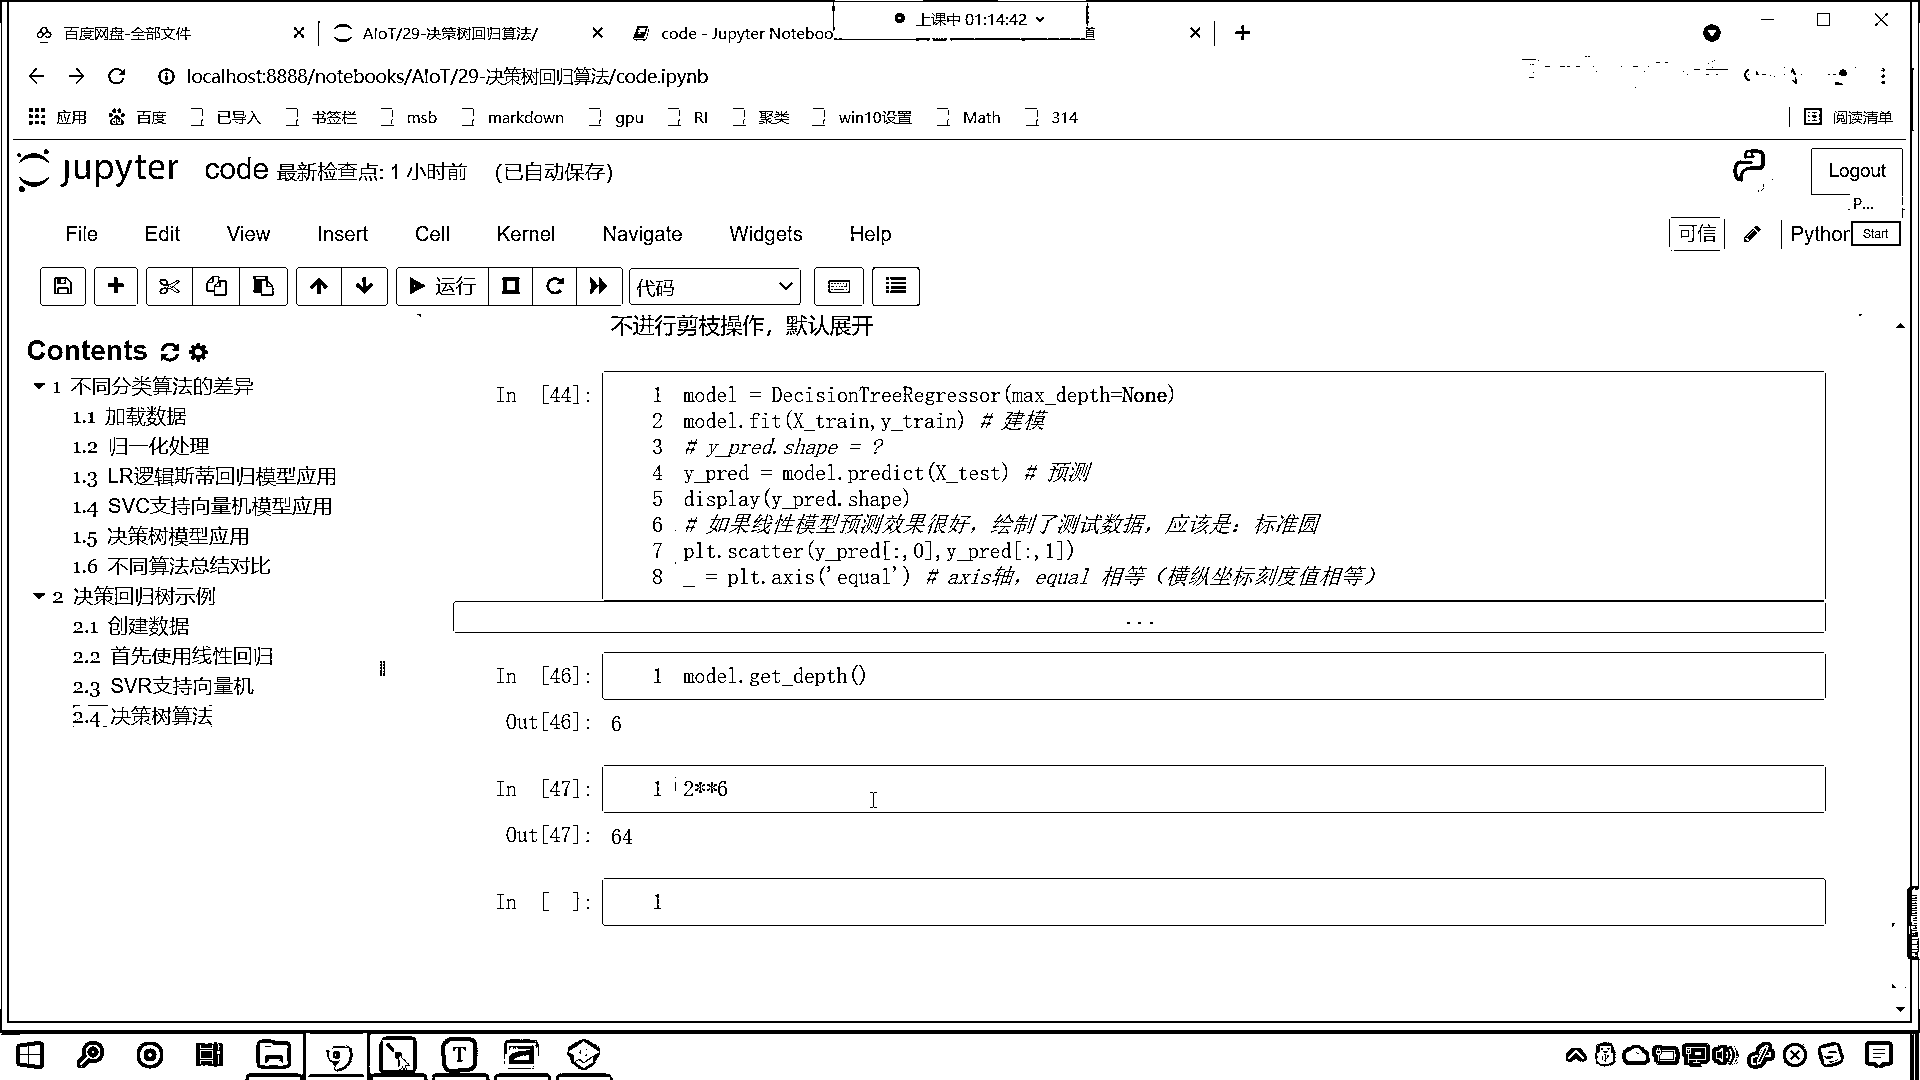 上课中 01:14:42
百度网盘-全部文件
AIoT/29-决策树回归算法/
code - Jupyter Noteboo
localhost:8888/notebooks/AIoT/29-决策树回归算法/code.ipynb
应用 百度 已导入 书签栏 msb markdown gpu RI 聚类 win10设置 Math 314 阅读清单
jupyter code 最新检查点: 1 小时前 (已自动保存)
Logout
P...
File Edit View Insert Cell Kernel Navigate Widgets Help
可信 Python Start
运行 代码
不进行剪枝操作，默认展开
Contents
1 不同分类算法的差异
1.1 加载数据
1.2 归一化处理
1.3 LR逻辑斯蒂回归模型应用
1.4 SVC支持向量机模型应用
1.5 决策树模型应用
1.6 不同算法总结对比
2 决策回归树示例
2.1 创建数据
2.2 首先使用线性回归
2.3 SVR支持向量机
2.4 决策树算法
In [44]:
1 model = DecisionTreeRegressor(max_depth=None)
2 model.fit(X_train,y_train) # 建模
3 # y_pred.shape = ?
4 y_pred = model.predict(X_test) # 预测
5 display(y_pred.shape)
6 # 如果线性模型预测效果很好，绘制了测试数据，应该是：标准圆
7 plt.scatter(y_pred[:,0],y_pred[:,1])
8 _ = plt.axis('equal') # axis轴，equal 相等（横纵坐标刻度值相等）
...
In [46]: 1 model.get_depth()
Out[46]: 6
In [47]: 1 2**6
Out[47]: 64
In [ ]: 1